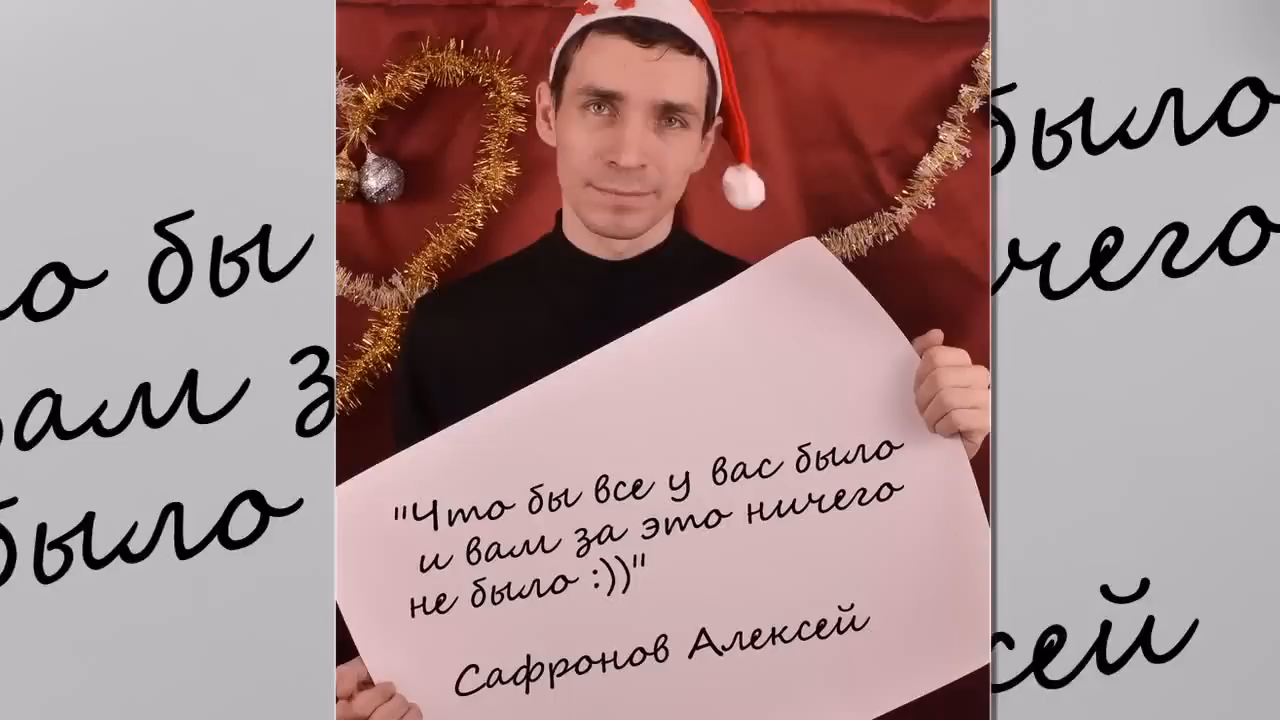 "Что бы все у вас было
и вам за это ничего
не было :))"
Сафронов Алексей